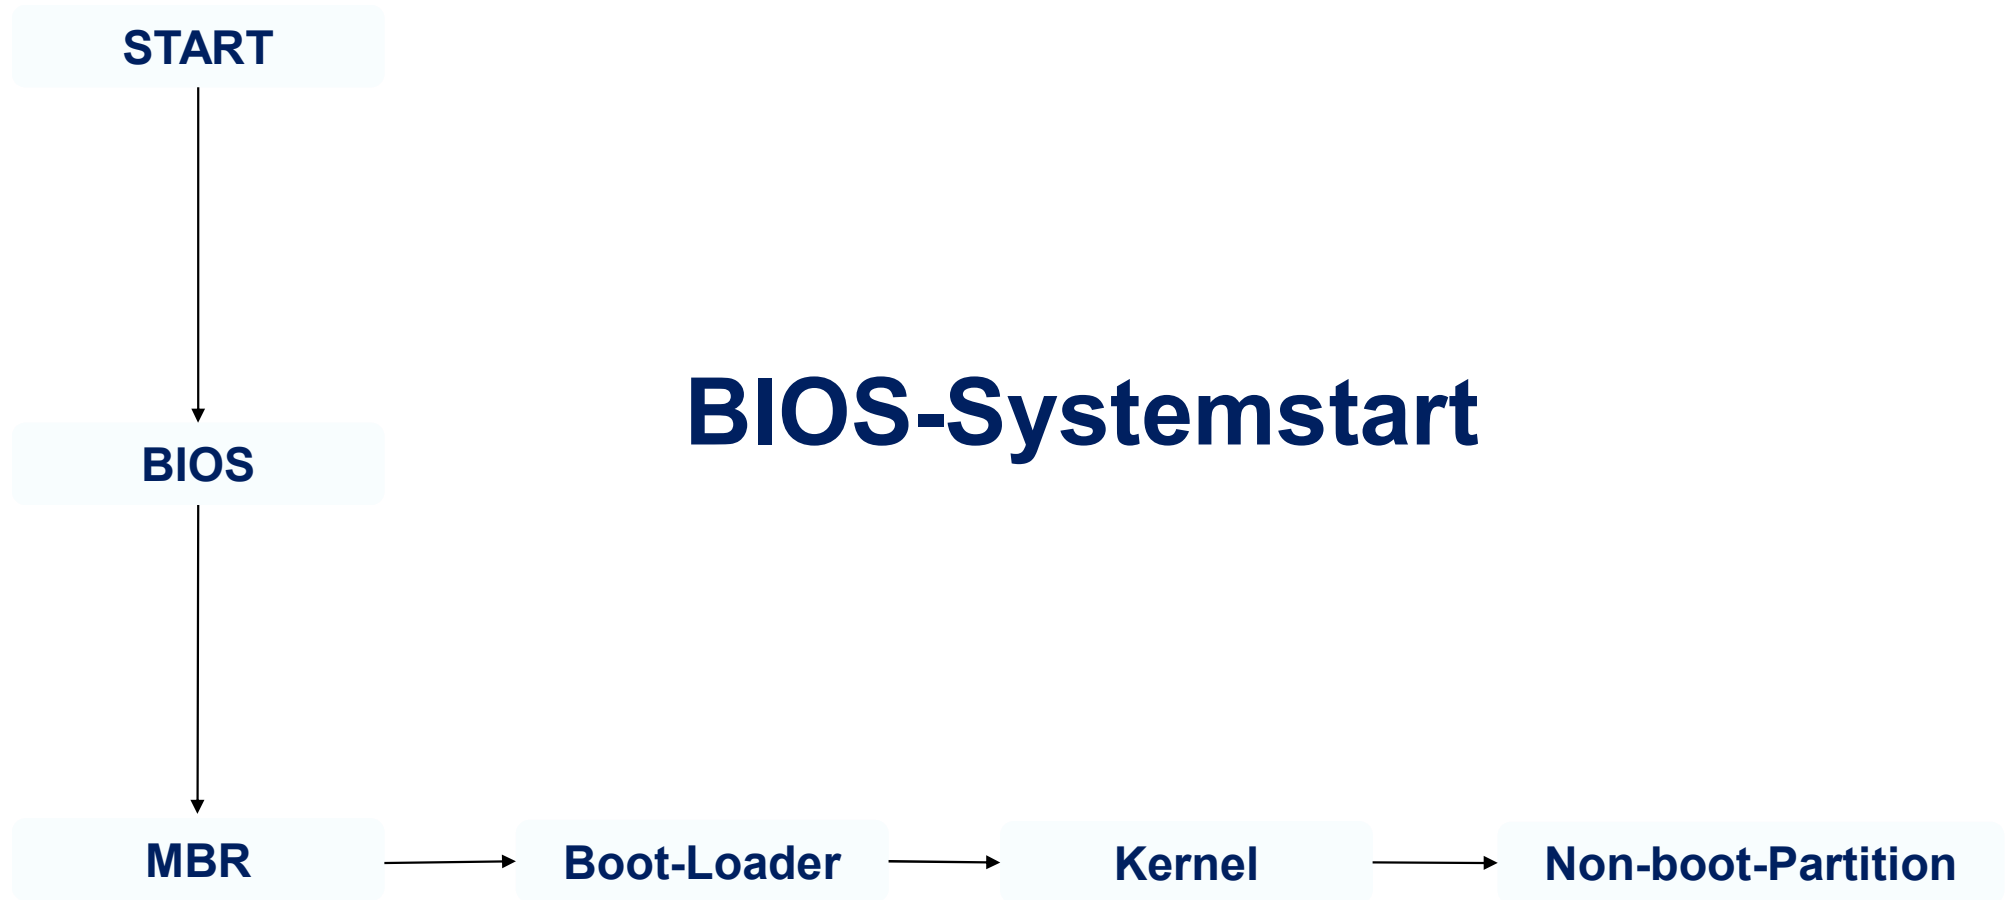 START
BIOS-Systemstart
BIOS
MBR
Boot-Loader
Kernel
Non-boot-Partition